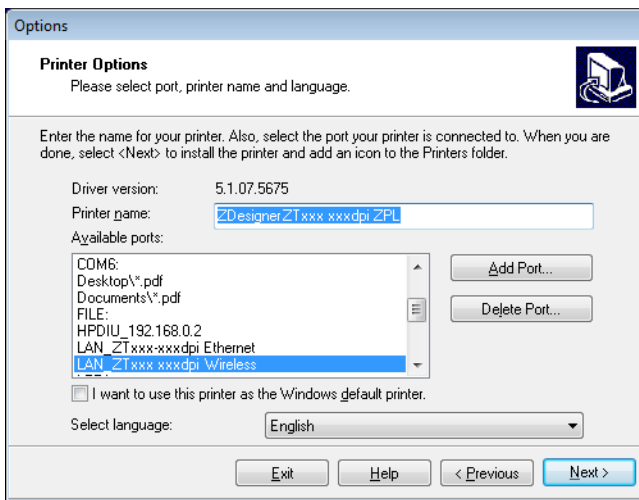 Options
Printer Options
Please select port, printer name and language.
Enter the name for your printer. Also, select the port your printer is connected to. When you are
done, select <Next> to install the printer and add an icon to the Printers folder.
Driver version: 5.1.07.5675
Printer name: ZDesignerZTxxx xxxdpi ZPL
Available ports:
COM6:
Desktop\*.pdf
Documents\*.pdf
FILE:
HPDIU_192.168.0.2
LAN_ZTxxx-xxxdpi Ethernet
LAN_ZTxxx xxxdpi Wireless
Add Port...
Delete Port...
I want to use this printer as the Windows default printer.
Select language: English
Exit Help < Previous Next >